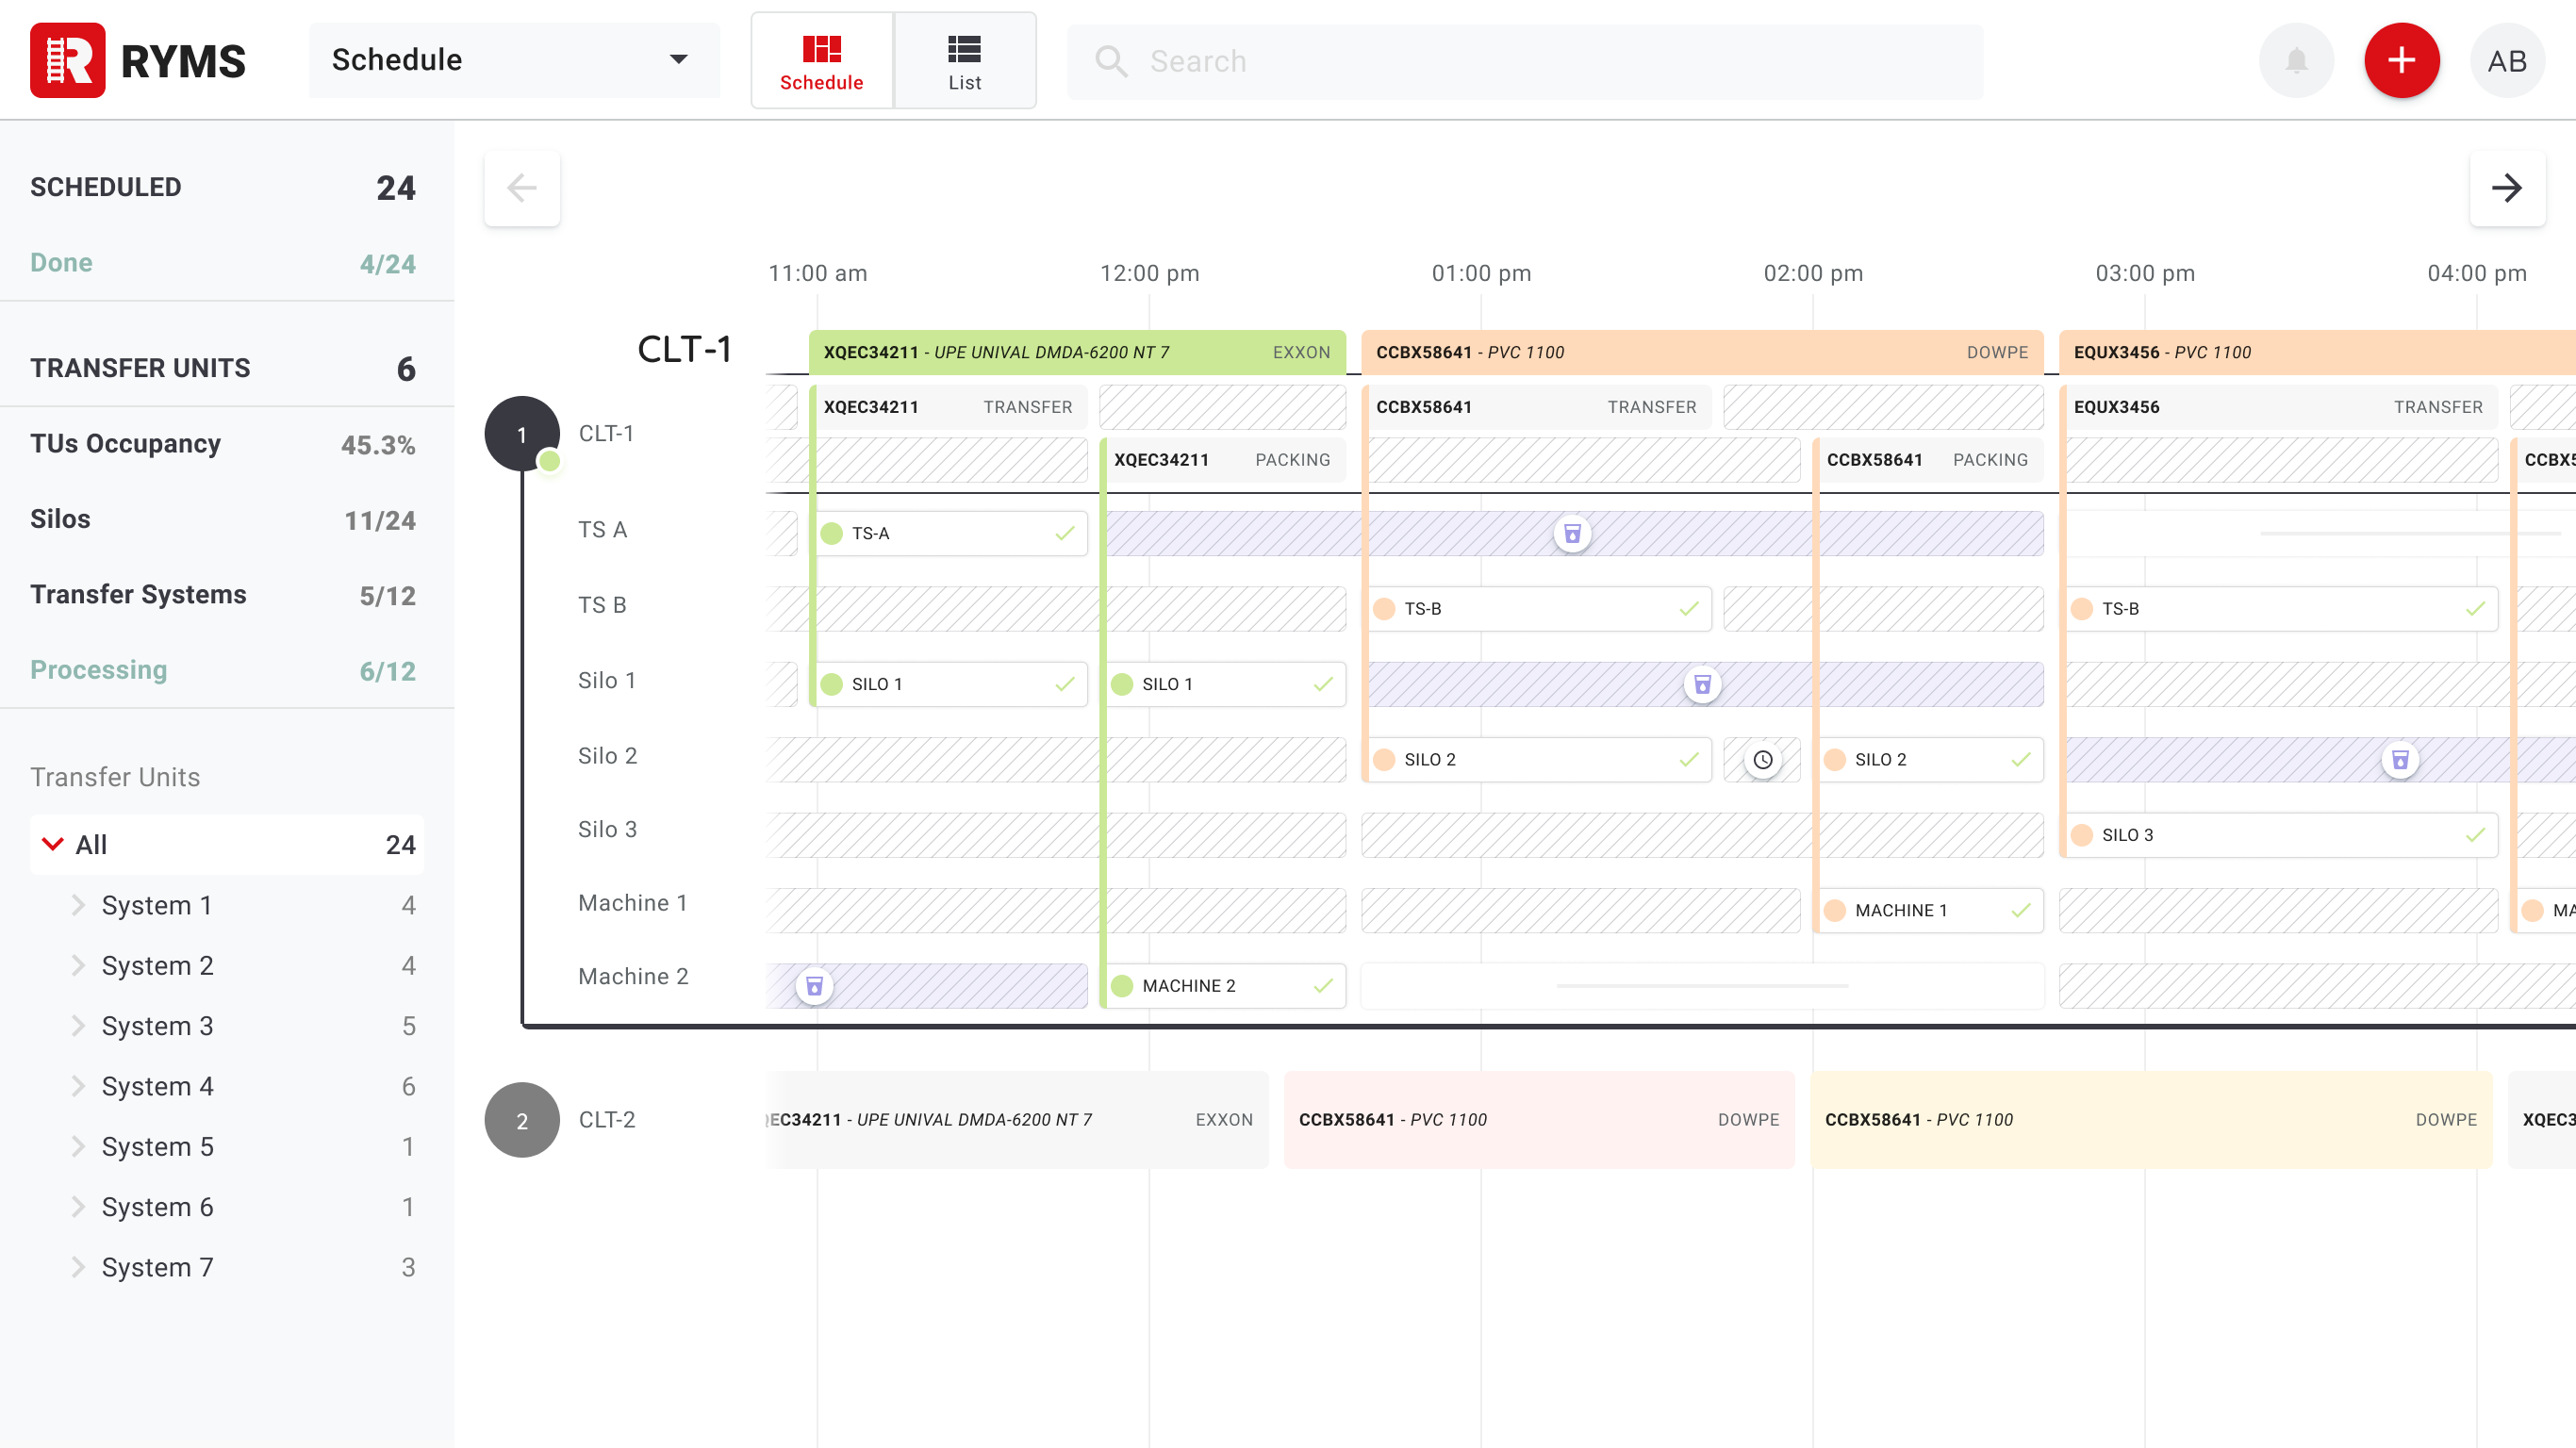 RYMS
Schedule
Schedule
List
Search
AB
SCHEDULED 24
Done 4/24
TRANSFER UNITS 6
TUs Occupancy 45.3%
Silos 11/24
Transfer Systems 5/12
Processing 6/12
Transfer Units
All 24
System 1 4
System 2 4
System 3 5
System 4 6
System 5 1
System 6 1
System 7 3
11:00 am 12:00 pm 01:00 pm 02:00 pm 03:00 pm 04:00 pm
CLT-1 XQEC34211 - UPE UNIVAL DMDA-6200 NT 7 EXXON CCBX58641 - PVC 1100 DOWPE EQUX3456 - PVC 1100
XQEC34211 TRANSFER CCBX58641 TRANSFER EQUX3456 TRANSFER
1 CLT-1
XQEC34211 PACKING CCBX58641 PACKING CCBX5
TS A TS-A
TS B TS-B TS-B
Silo 1 SILO 1 SILO 1
Silo 2 SILO 2 SILO 2
Silo 3 SILO 3
Machine 1 MACHINE 1 MA
Machine 2 MACHINE 2
2 CLT-2 QEC34211 - UPE UNIVAL DMDA-6200 NT 7 EXXON CCBX58641 - PVC 1100 DOWPE CCBX58641 - PVC 1100 DOWPE XQEC3